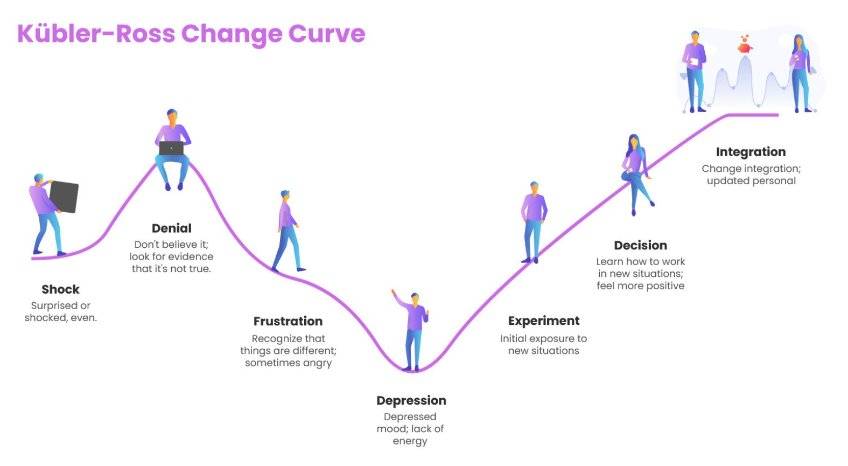 Kübler-Ross Change Curve
Shock
Surprised or
shocked, even.
Denial
Don't believe it;
look for evidence
that it's not true.
Frustration
Recognize that
things are different;
sometimes angry
Depression
Depressed
mood; lack of
energy
Experiment
Initial exposure to
new situations
Decision
Learn how to work
in new situations;
feel more positive
Integration
Change integration;
updated personal